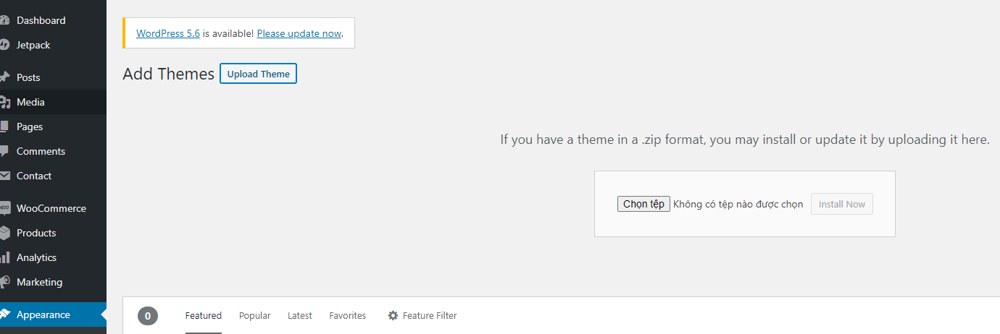 Dashboard
Jetpack
Posts
Media
Pages
Comments
Contact
WooCommerce
Products
Analytics
Marketing
Appearance
WordPress 5.6 is available! Please update now.
Add Themes Upload Theme
If you have a theme in a .zip format, you may install or update it by uploading it here.
Chọn tệp Không có tệp nào được chọn Install Now
0 Featured Popular Latest Favorites Feature Filter